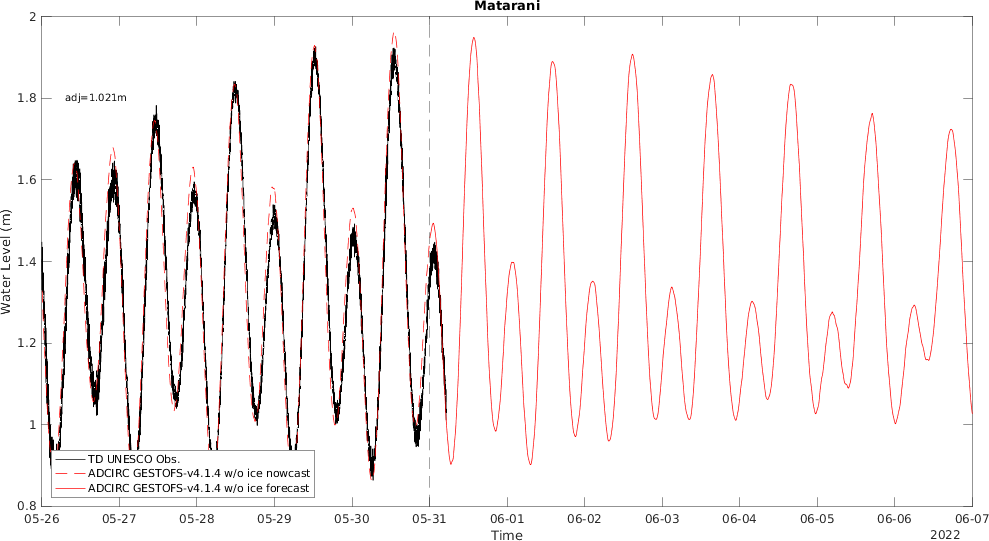 Matarani
2
1.8
1.6
1.4
1.2
1
0.8
Water Level (m)
adj=1.021m
TD UNESCO Obs.
ADCIRC GESTOFS-v4.1.4 w/o ice nowcast
ADCIRC GESTOFS-v4.1.4 w/o ice forecast
05-26 05-27 05-28 05-29 05-30 05-31 06-01 06-02 06-03 06-04 06-05 06-06 06-07
Time
2022